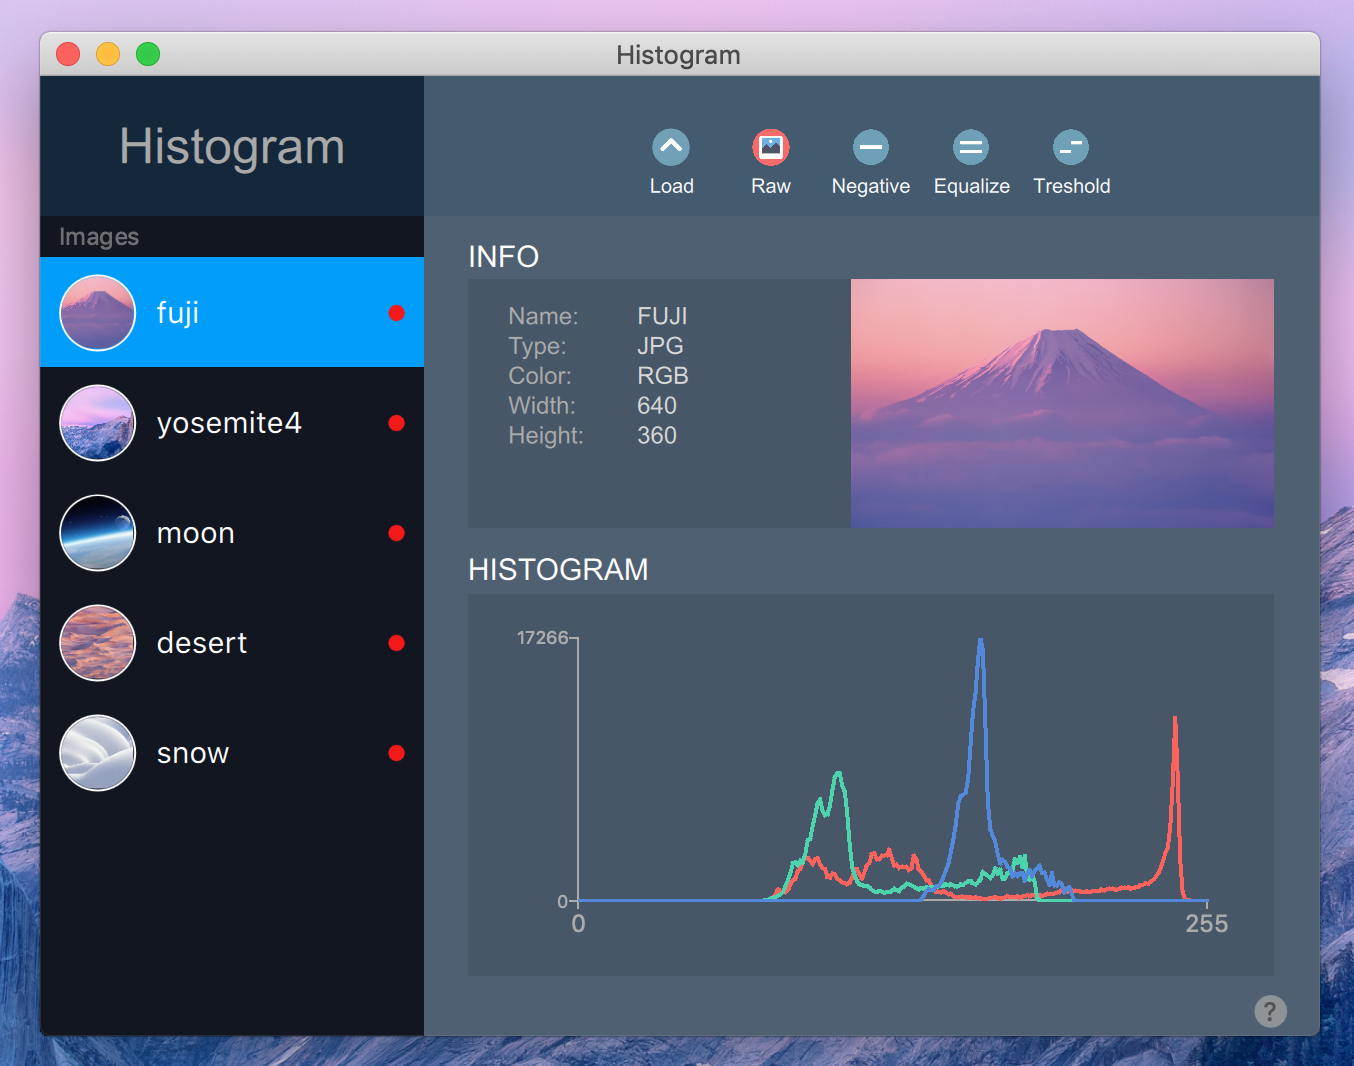 Histogram
Histogram
Load
Raw
Negative
Equalize
Treshold
Images
fuji
yosemite4
moon
desert
snow
INFO
Name: FUJI
Type: JPG
Color: RGB
Width: 640
Height: 360
HISTOGRAM
17266
0
0
255
?